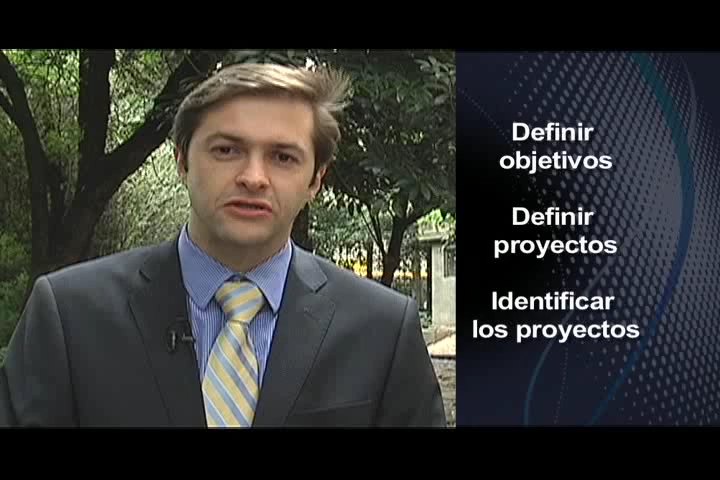 Definir
objetivos
Definir
proyectos
Identificar
los proyectos